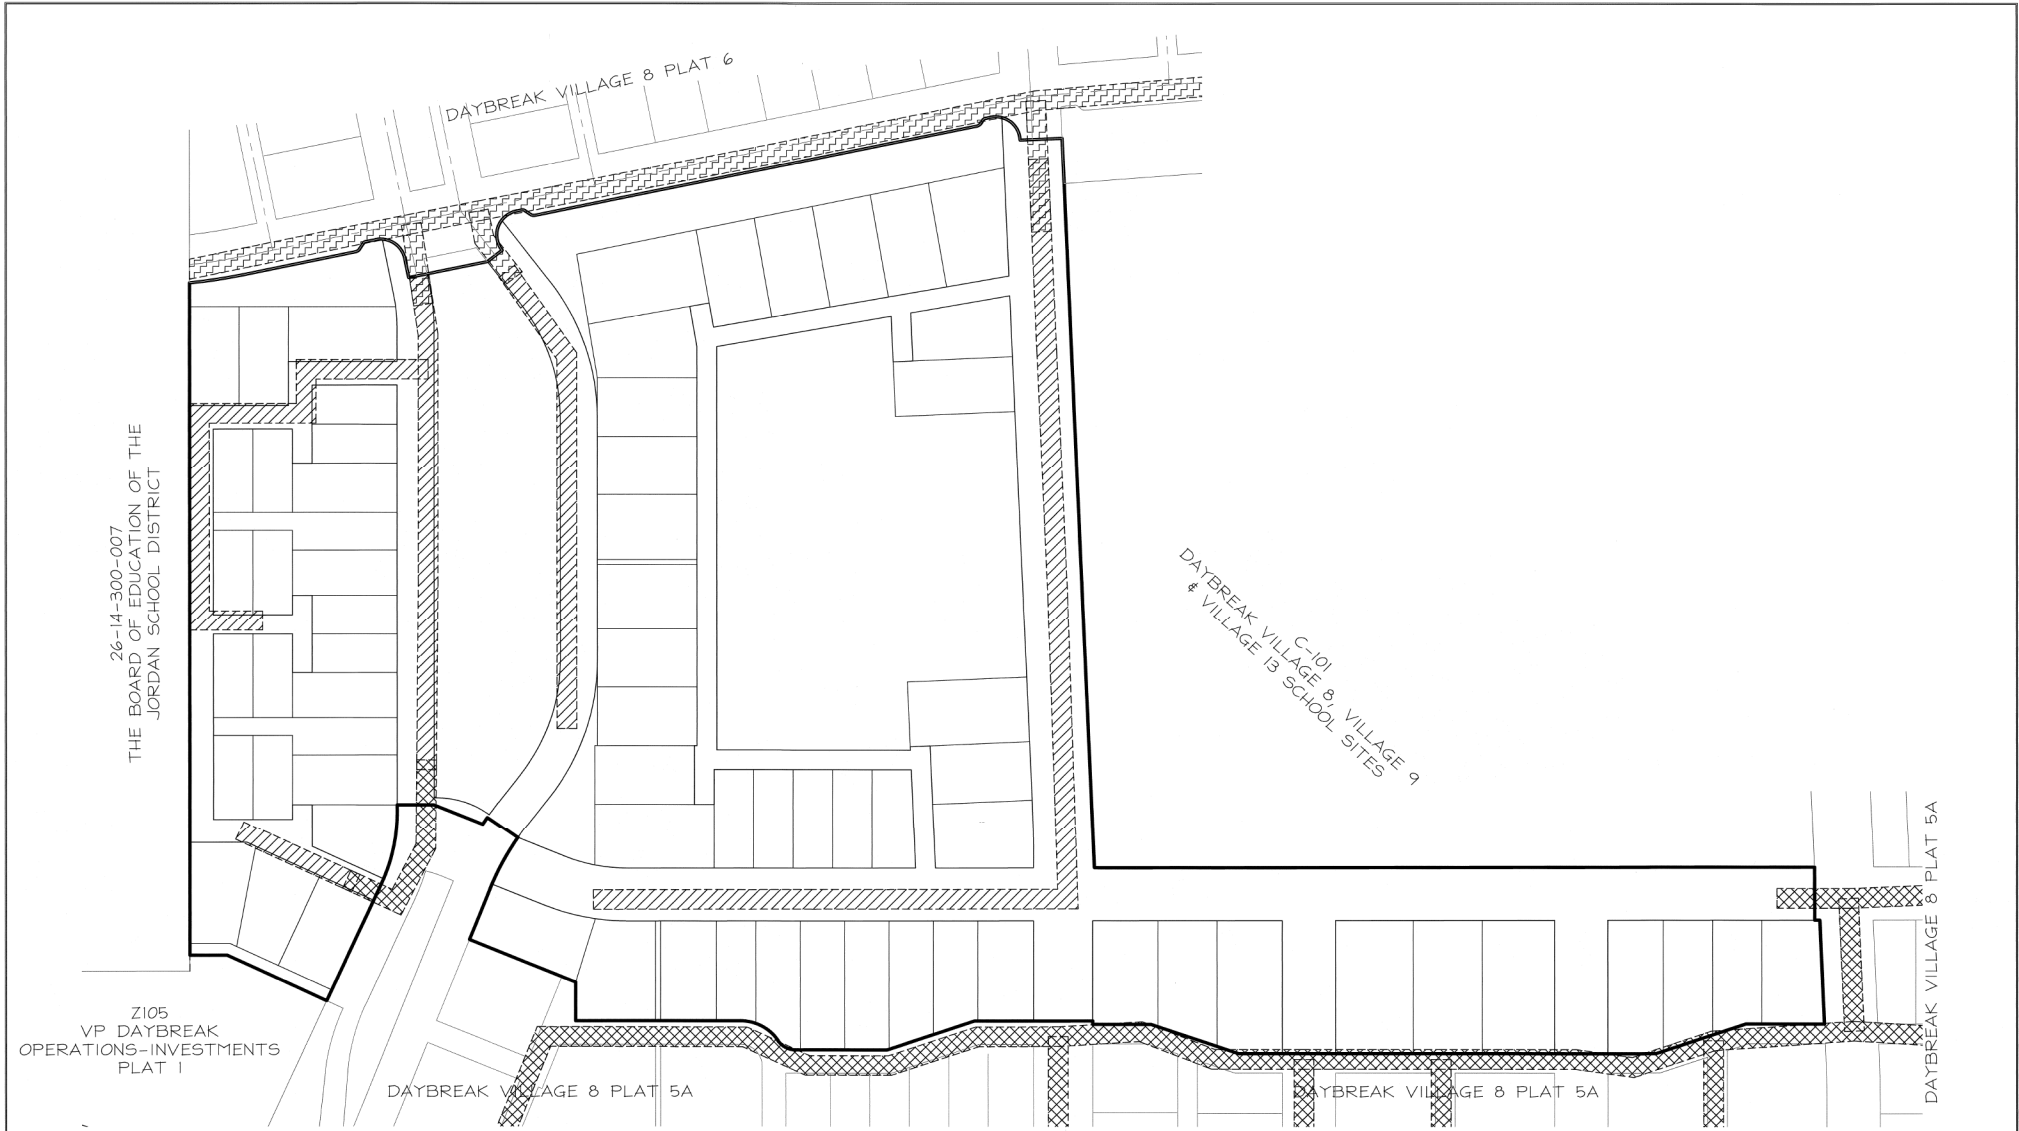 DAYBREAK VILLAGE 8 PLAT 6
26-14-300-007
THE BOARD OF EDUCATION OF THE
JORDAN SCHOOL DISTRICT
C-101
DAYBREAK VILLAGE 8, VILLAGE 9
& VILLAGE 13 SCHOOL SITES
DAYBREAK VILLAGE 8 PLAT 5A
Z105
VP DAYBREAK
OPERATIONS-INVESTMENTS
PLAT 1
DAYBREAK VILLAGE 8 PLAT 5A
DAYBREAK VILLAGE 8 PLAT 5A